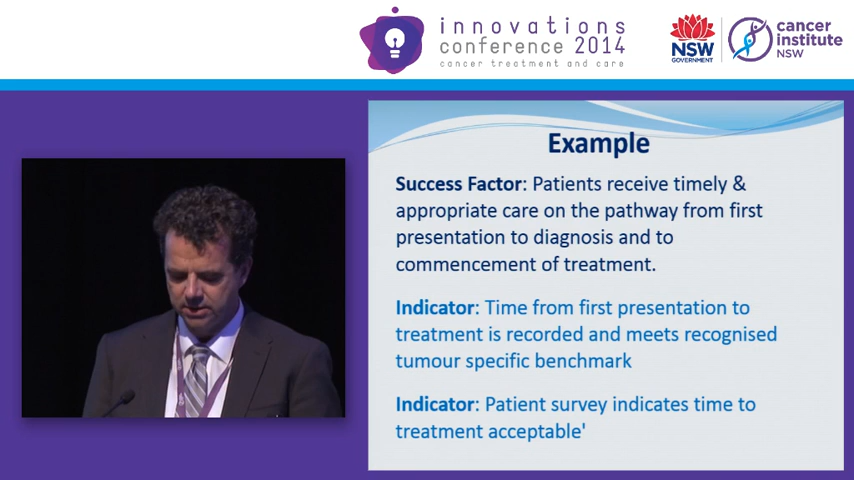 innovations
conference 2014
cancer treatment and care
NSW
GOVERNMENT
cancer
institute
NSW
Example
Success Factor: Patients receive timely &
appropriate care on the pathway from first
presentation to diagnosis and to
commencement of treatment.
Indicator: Time from first presentation to
treatment is recorded and meets recognised
tumour specific benchmark
Indicator: Patient survey indicates time to
treatment acceptable'